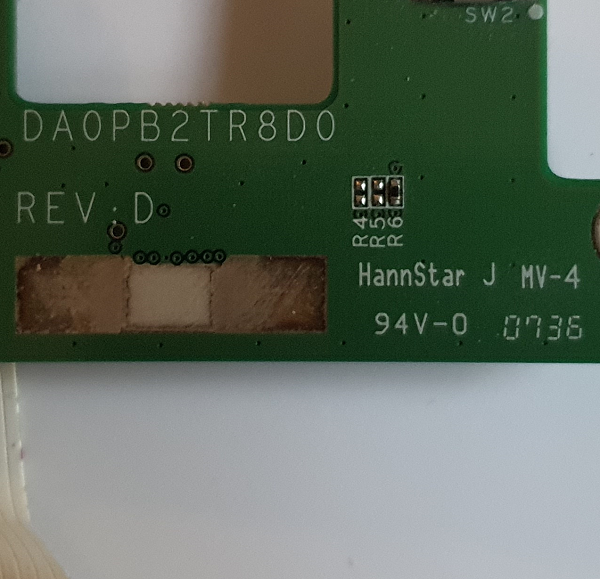 SW2
DA0PB2TR8D0
REV:D
R4
R5
R6
HannStar J MV-4
94V-0 0736